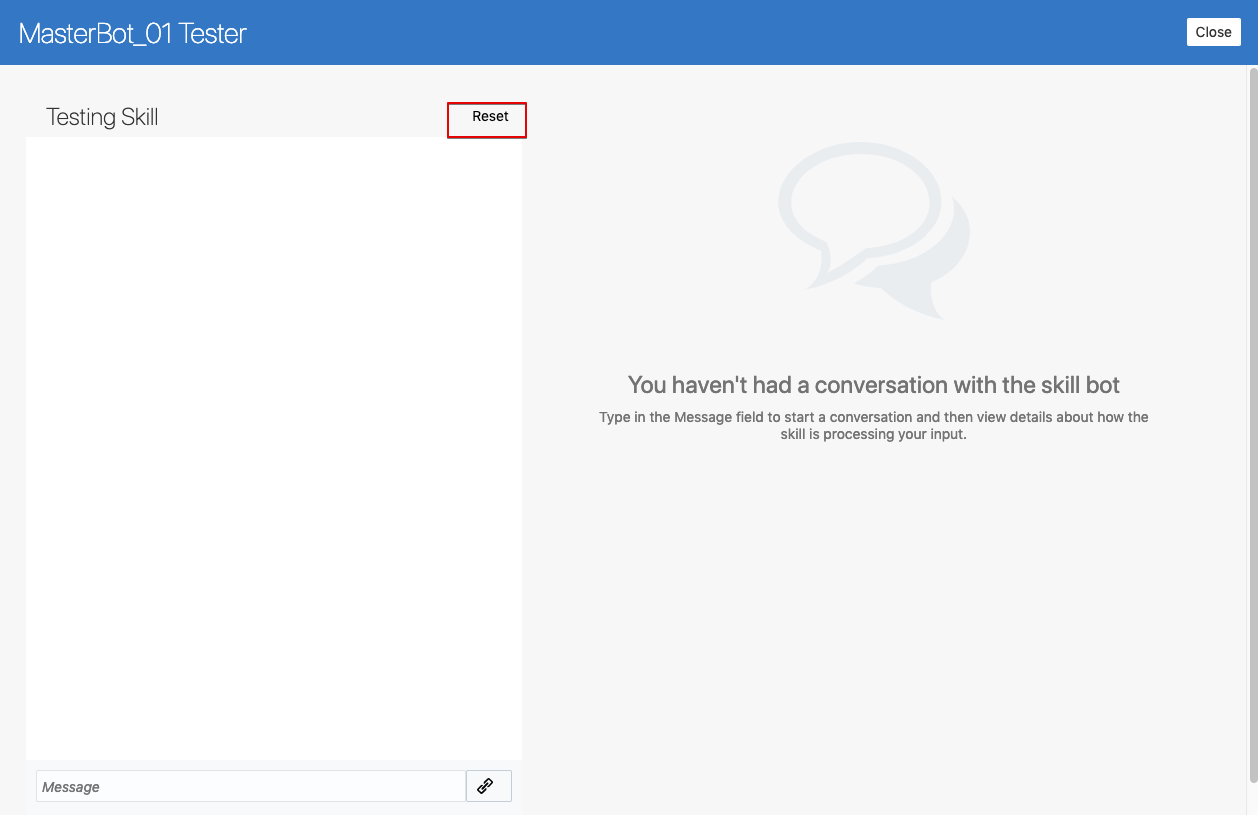 MasterBot_01 Tester
Close
Testing Skill
Reset
You haven't had a conversation with the skill bot
Type in the Message field to start a conversation and then view details about how the
skill is processing your input.
Message